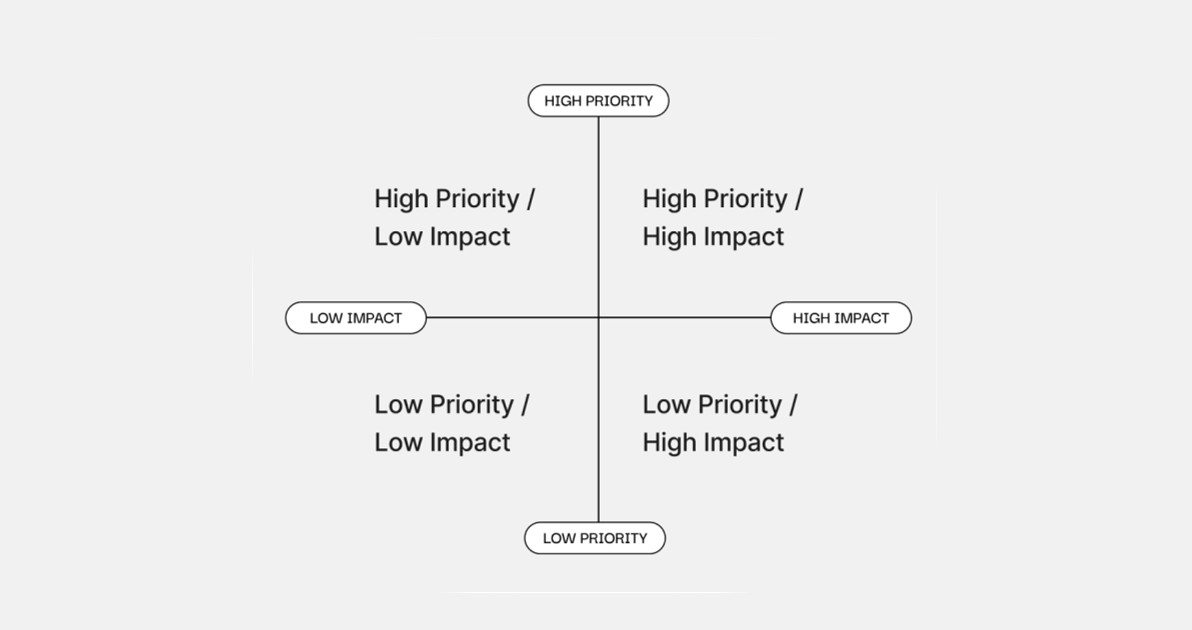 HIGH PRIORITY
High Priority /
Low Impact
High Priority /
High Impact
LOW IMPACT
HIGH IMPACT
Low Priority /
Low Impact
Low Priority /
High Impact
LOW PRIORITY